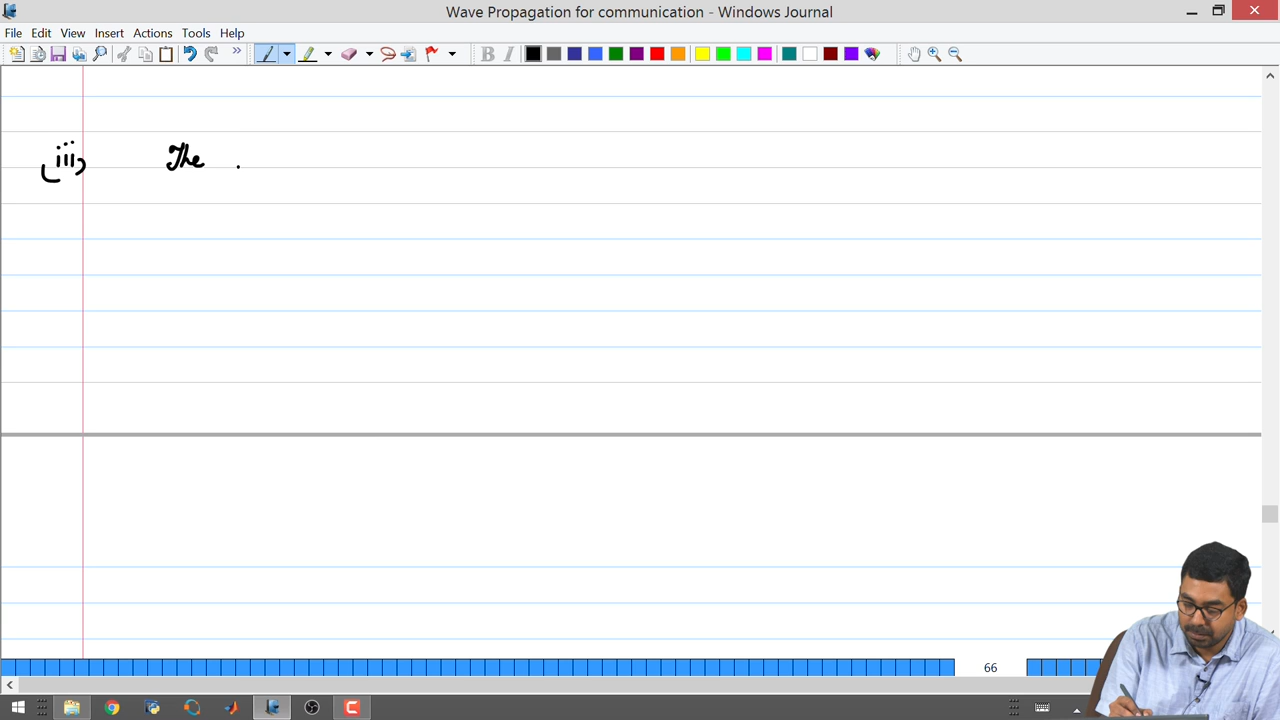 Wave Propagation for communication - Windows Journal
File Edit View Insert Actions Tools Help
B I
(iii) The .
66